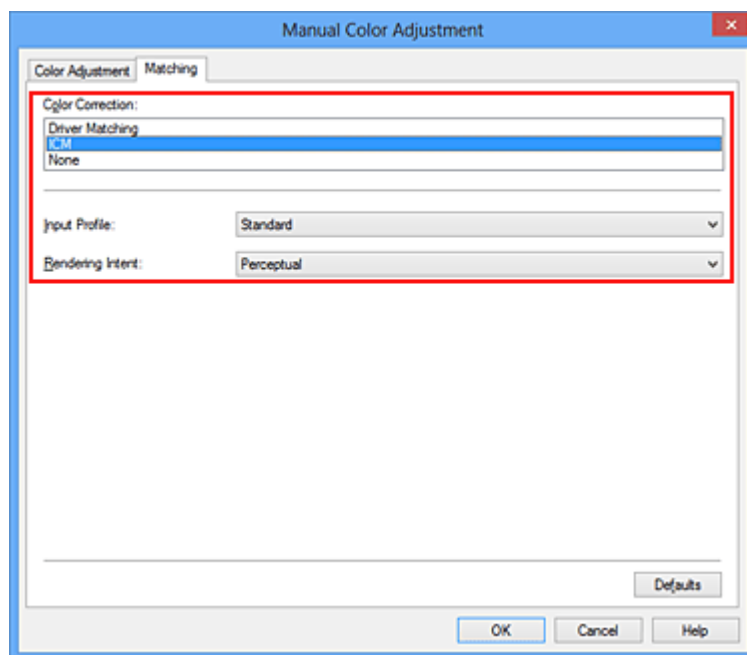 Manual Color Adjustment
Color Adjustment Matching
Color Correction:
Driver Matching
ICM
None
Input Profile: Standard
Rendering Intent: Perceptual
Defaults
OK Cancel Help